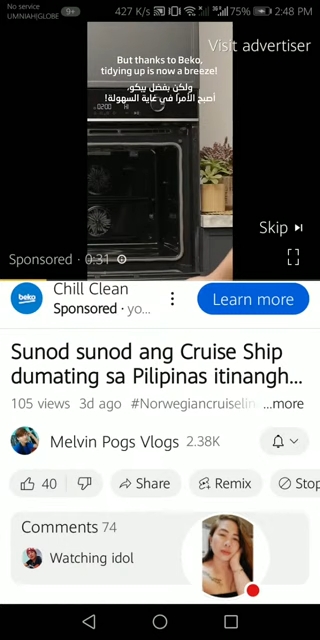 No service
UMNIAH|GLOBE
9+
427 K/s
75%
2:48 PM
Visit advertiser
But thanks to Beko,
tidying up is now a breeze!
ولكن بفضل بيكو،
أصبح الأمرًا في غاية السهولة!
0200
Skip
Sponsored · 0:31
beko
Chill Clean
Sponsored · yo...
Learn more
Sunod sunod ang Cruise Ship
dumating sa Pilipinas itinangh...
105 views 3d ago #Norwegiancruiselin ...more
Melvin Pogs Vlogs 2.38K
40
Share
Remix
Stop
Comments 74
Watching idol